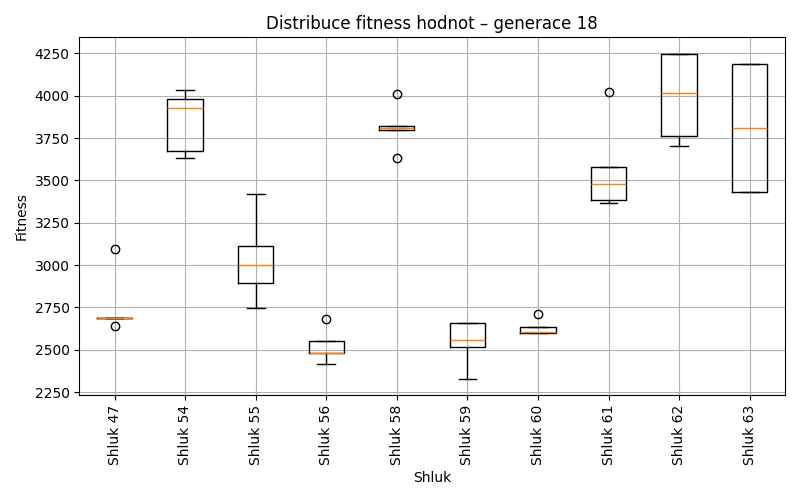 Distribuce fitness hodnot – generace 18
Fitness
4250
4000
3750
3500
3250
3000
2750
2500
2250
Shluk 47
Shluk 54
Shluk 55
Shluk 56
Shluk 58
Shluk 59
Shluk 60
Shluk 61
Shluk 62
Shluk 63
Shluk